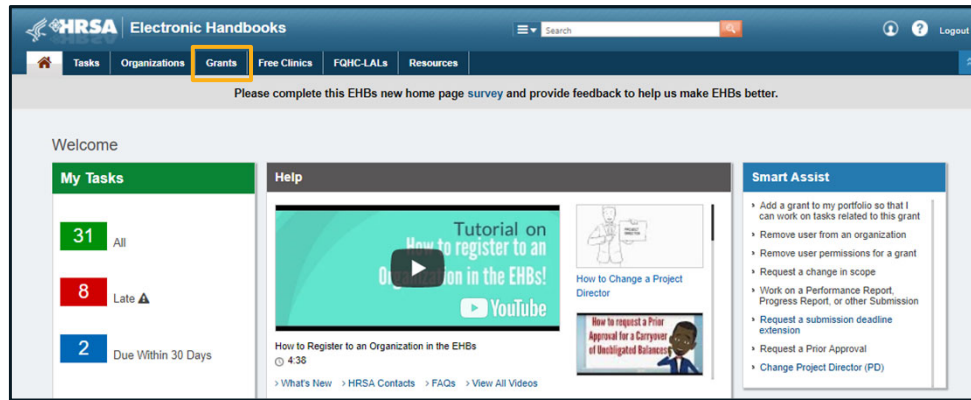 HRSA Electronic Handbooks
Search
Logout
Tasks Organizations Grants Free Clinics FQHC-LALs Resources
Please complete this EHBs new home page survey and provide feedback to help us make EHBs better.
Welcome
My Tasks
31 All
8 Late
2 Due Within 30 Days
Help
Tutorial on
How to register to an
Organization in the EHBs!
YouTube
How to Register to an Organization in the EHBs
4:38
> What's New > HRSA Contacts > FAQs > View All Videos
PROJECT
DIRECTOR
How to Change a Project
Director
How to request a Prior
Approval for a Carryover
of Unobligated Balances
Smart Assist
Add a grant to my portfolio so that I
can work on tasks related to this grant
Remove user from an organization
Remove user permissions for a grant
Request a change in scope
Work on a Performance Report,
Progress Report, or other Submission
Request a submission deadline
extension
Request a Prior Approval
Change Project Director (PD)